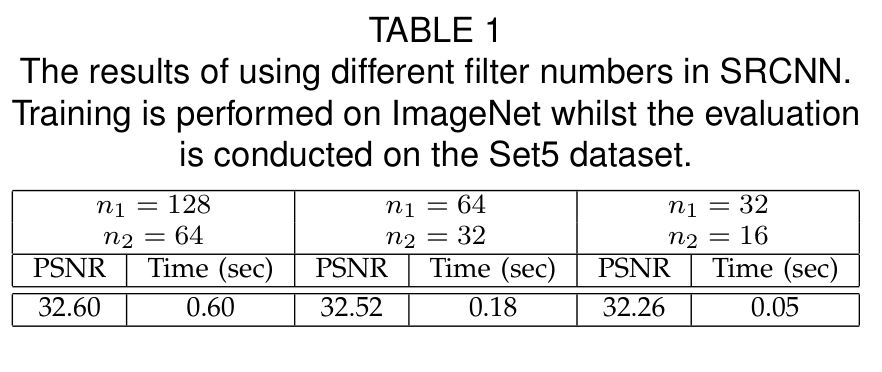 TABLE 1
The results of using different filter numbers in SRCNN.
Training is performed on ImageNet whilst the evaluation
is conducted on the Set5 dataset.
n₁ = 128 n₁ = 64 n₁ = 32
n₂ = 64 n₂ = 32 n₂ = 16
PSNR Time (sec) PSNR Time (sec) PSNR Time (sec)
32.60 0.60 32.52 0.18 32.26 0.05